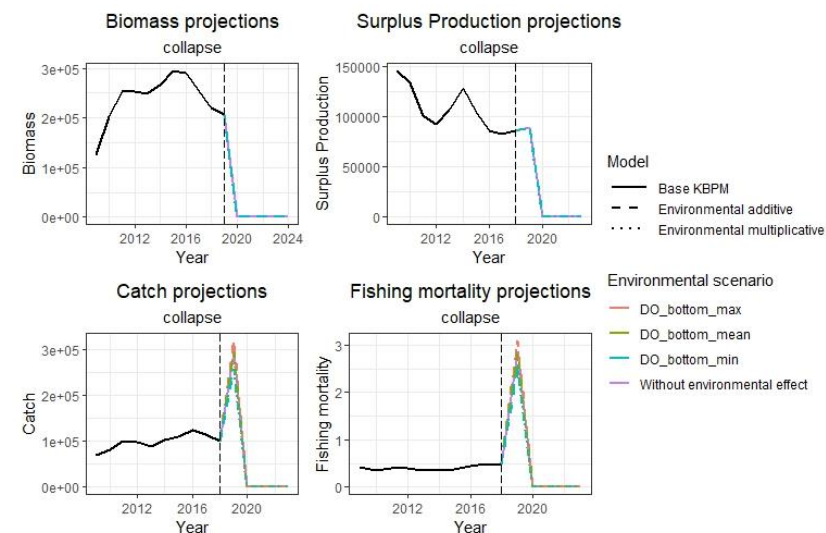 Biomass projections
collapse
3e+05
2e+05
1e+05
0e+00
Biomass
2012 2016 2020 2024
Year
Surplus Production projections
collapse
150000
100000
50000
0
Surplus Production
2012 2016 2020
Year
Catch projections
collapse
3e+05
2e+05
1e+05
0e+00
Catch
2012 2016 2020
Year
Fishing mortality projections
collapse
3
2
1
0
Fishing mortality
2012 2016 2020
Year
Model
Base KBPM
Environmental additive
Environmental multiplicative
Environmental scenario
DO_bottom_max
DO_bottom_mean
DO_bottom_min
Without environmental effect